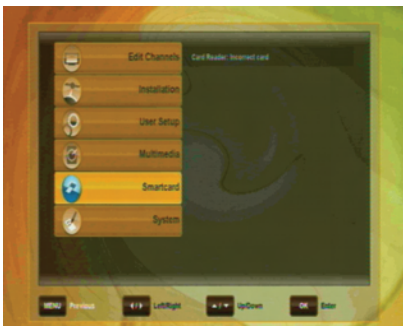 Edit Channels
Card Reader: Incorrect card
Installation
User Setup
Multimedia
Smartcard
System
MENU Previous ◄/► Left/Right ▲/▼ Up/Down OK Enter